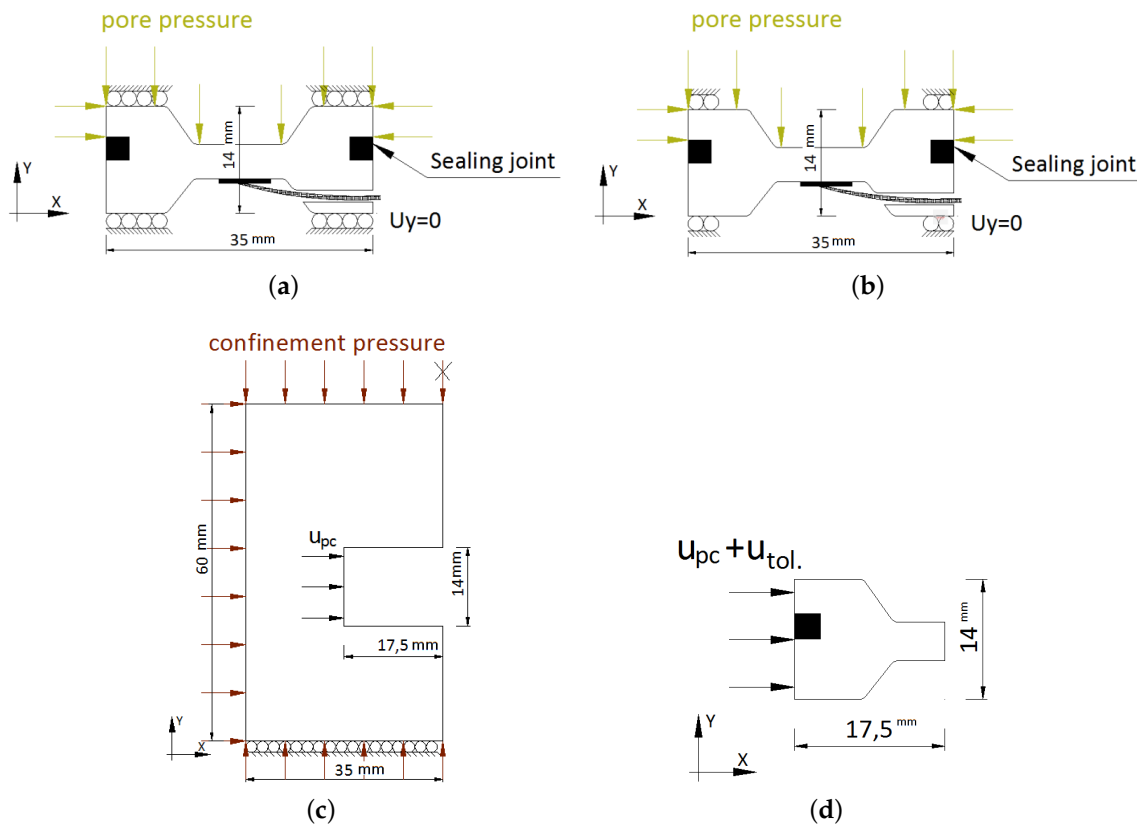 pore pressure
14 mm
Sealing joint
Y
X
Uy=0
35 mm
(a)
pore pressure
14 mm
Sealing joint
Y
X
Uy=0
35 mm
(b)
confinement pressure
60 mm
upc
14mm
17,5 mm
Y
X
35 mm
(c)
upc +utol.
14 mm
17,5 mm
Y
X
(d)